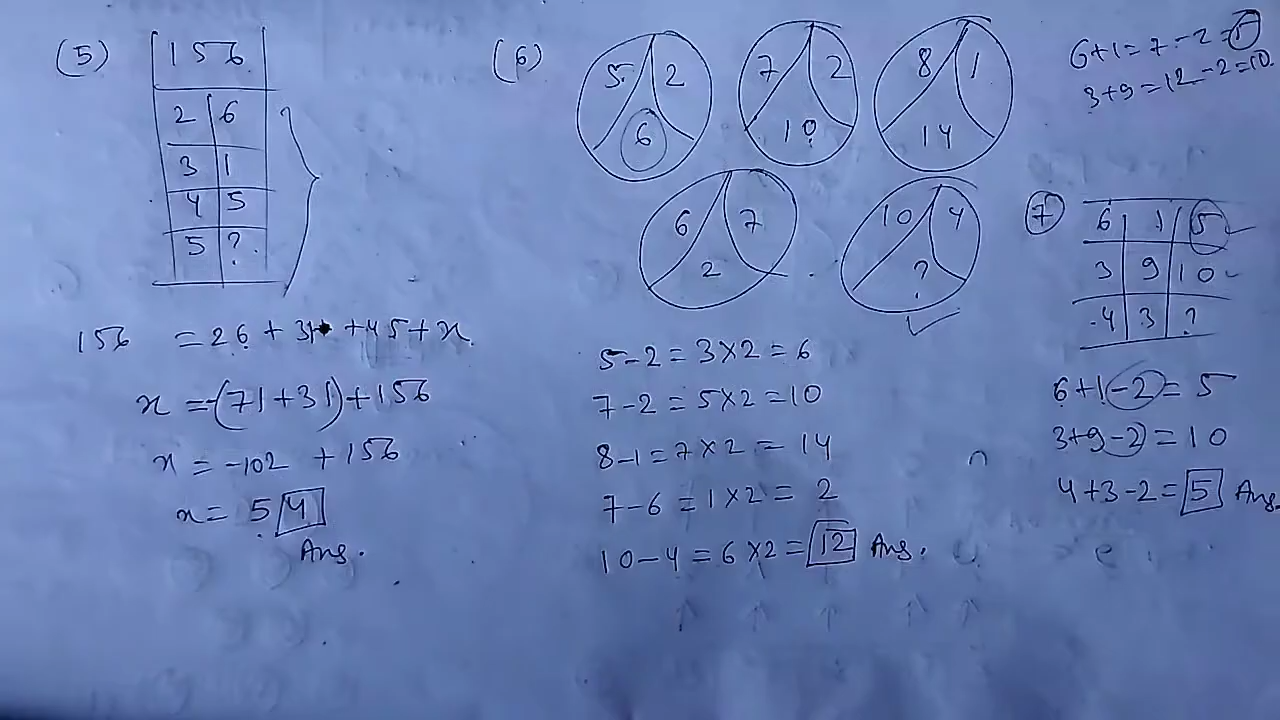 (5)
156
2 6
3 1
4 5
5 ?
156 = 26 + 31 + 45 + x
x = -(71 + 31) + 156
x = -102 + 156
x = 54
Ans.
(6)
5 2
6
7 2
10
8 1
14
6 7
2
10 4
?
5-2 = 3×2 = 6
7-2 = 5×2 = 10
8-1 = 7×2 = 14
7-6 = 1×2 = 2
10-4 = 6×2 = 12 Ans.
6+1=7-2=5
3+9=12-2=10
7
6 1 5
3 9 10
4 3 ?
6+1-2 = 5
3+9-2 = 10
4+3-2 = 5 Ans.